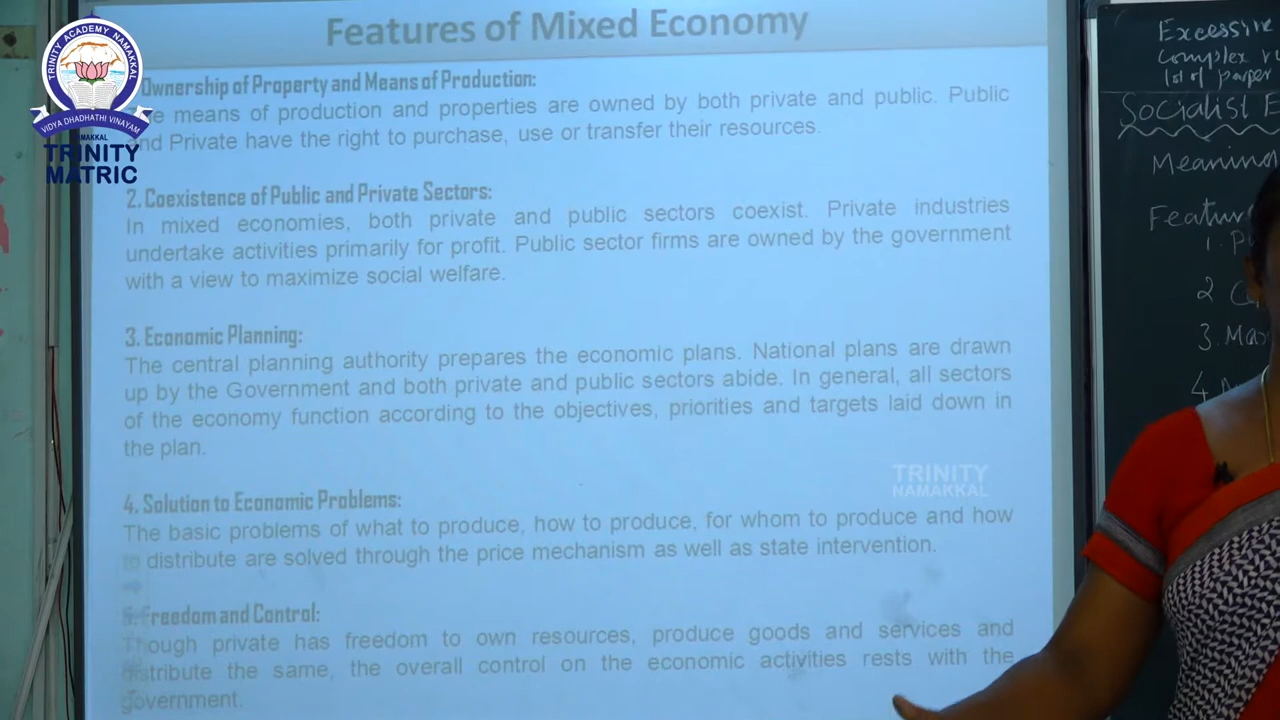 Features of Mixed Economy
Ownership of Property and Means of Production:
means of production and properties are owned by both private and public. Public
Private have the right to purchase, use or transfer their resources.
2. Coexistence of Public and Private Sectors:
In mixed economies, both private and public sectors coexist. Private industries
undertake activities primarily for profit. Public sector firms are owned by the government
with a view to maximize social welfare.
3. Economic Planning:
The central planning authority prepares the economic plans. National plans are drawn
up by the Government and both private and public sectors abide. In general, all sectors
of the economy function according to the objectives, priorities and targets laid down in
the plan.
4. Solution to Economic Problems:
The basic problems of what to produce, how to produce, for whom to produce and how
to distribute are solved through the price mechanism as well as state intervention.
5. Freedom and Control:
Though private has freedom to own resources, produce goods and services and
distribute the same, the overall control on the economic activities rests with the
government.
TRINITY ACADEMY NAMAKKAL
VIDYA DHADHATHI VINAYAM
NAMAKKAL
TRINITY
MATRIC
TRINITY
NAMAKKAL
Excessive
Complex
lot of paper
Socialist E
Meaning
Featur
1. P
2
3. Ma
4